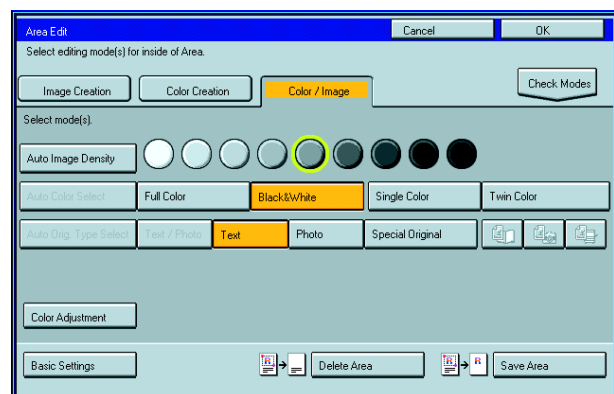 Area Edit Cancel OK
Select editing mode(s) for inside of Area.
Image Creation Color Creation Color / Image Check Modes
Select mode(s).
Auto Image Density
Auto Color Select Full Color Black&White Single Color Twin Color
Auto Orig. Type Select Text / Photo Text Photo Special Original
Color Adjustment
Basic Settings R Delete Area R R Save Area